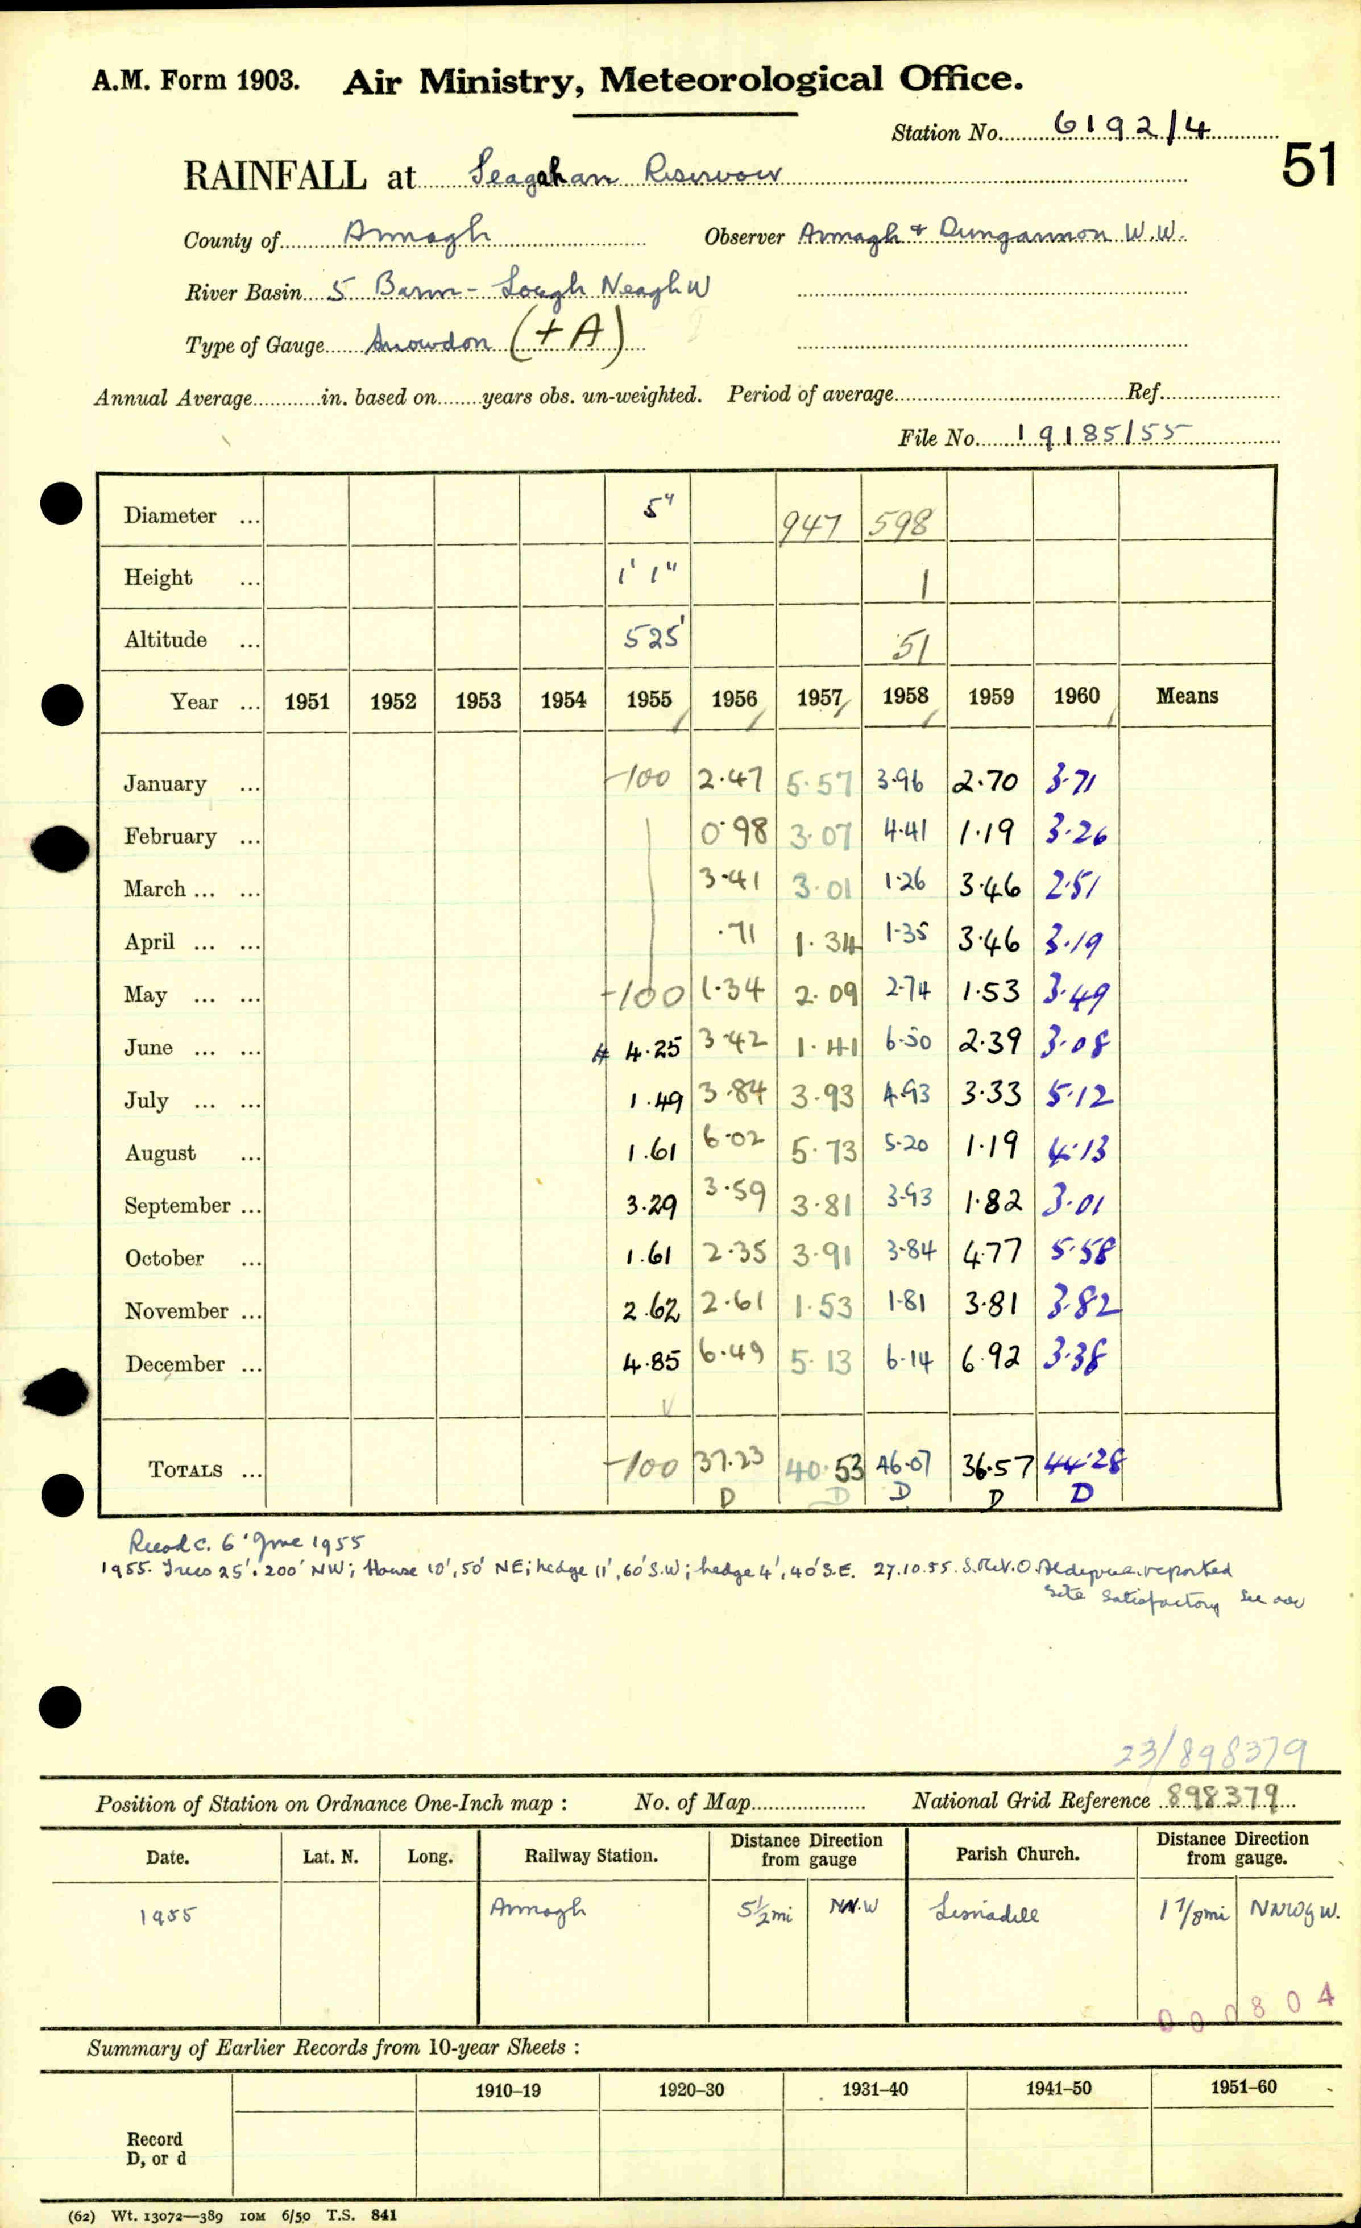 A.M. Form 1903. Air Ministry, Meteorological Office.
Station No. 6192/4
51
RAINFALL at Seagahan Reservoir
County of Armagh Observer Armagh & Dungannon W.W.
River Basin 5 Bann - Lough Neagh W
Type of Gauge Snowdon (+A)
Annual Average in. based on years obs. un-weighted. Period of average Ref.
File No. 19185/55
Diameter ... 5" 947 598
Height ... 1' 1" 1
Altitude ... 525' 51
Year ... 1951 1952 1953 1954 1955 1956 1957 1958 1959 1960 Means
January ... -100 2.47 5.57 3.96 2.70 3.71
February ... 0.98 3.07 4.41 1.19 3.26
March ... ... 3.41 3.01 1.26 3.46 2.51
April ... ... .71 1.34 1.35 3.46 3.19
May ... ... -100 1.34 2.09 2.74 1.53 3.49
June ... ... # 4.25 3.42 1.41 6.50 2.39 3.08
July ... ... 1.49 3.84 3.93 4.93 3.33 5.12
August ... 1.61 6.02 5.73 5.20 1.19 4.13
September ... 3.29 3.59 3.81 3.93 1.82 3.01
October ... 1.61 2.35 3.91 3.84 4.77 5.58
November ... 2.62 2.61 1.53 1.81 3.81 3.82
December ... 4.85 6.49 5.13 6.14 6.92 3.38
TOTALS ... -100 37.23 40.53 46.07 36.57 44.28
D D D D D
Record c. 6 June 1955
1955. Trees 25', 200' NW; House 10', 50' NE; hedge 11', 60' S.W; hedge 4', 40' S.E. 27.10.55. reported
Site Satisfactory See
23/898379
Position of Station on Ordnance One-Inch map : No. of Map National Grid Reference 898379
Date. Lat. N. Long. Railway Station. Distance Direction from gauge Parish Church. Distance Direction from gauge.
1955 Armagh 5½mi NN.W Lisnadill 1 7/8mi NNW by W.
000804
Summary of Earlier Records from 10-year Sheets :
1910–19 1920–30 1931–40 1941–50 1951–60
Record
D, or d
(62) Wt. 13072—389 10M 6/50 T.S. 841